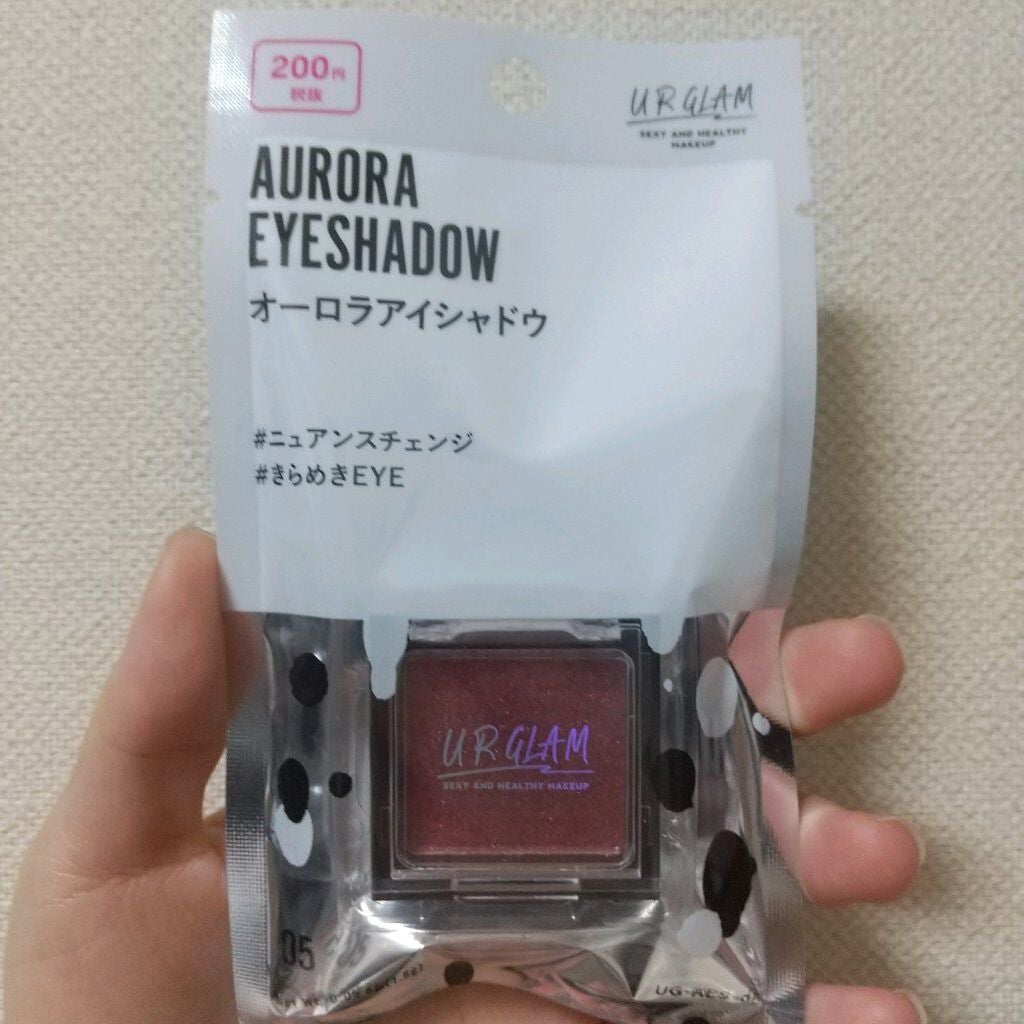 200円
税抜
UR GLAM
SEXY AND HEALTHY
MAKEUP
AURORA
EYESHADOW
オーロラアイシャドウ
#ニュアンスチェンジ
#きらめきEYE
UR GLAM
SEXY AND HEALTHY MAKEUP
05